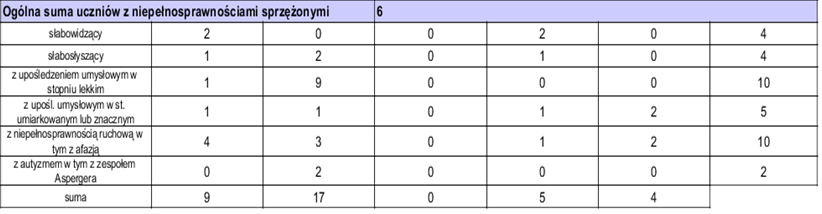 Ogólna suma uczniów z niepełnosprawnościami sprzężonymi 6
słabowidzący 2 0 0 2 0 4
słabosłyszący 1 2 0 1 0 4
z upośledzeniem umysłowym w
stopniu lekkim 1 9 0 0 0 10
z upośl. umysłowym w st.
umiarkowanym lub znacznym 1 1 0 1 2 5
z niepełnosprawnością ruchową w
tym z afazją 4 3 0 1 2 10
z autyzmem w tym z zespołem
Aspergera 0 2 0 0 0 2
suma 9 17 0 5 4